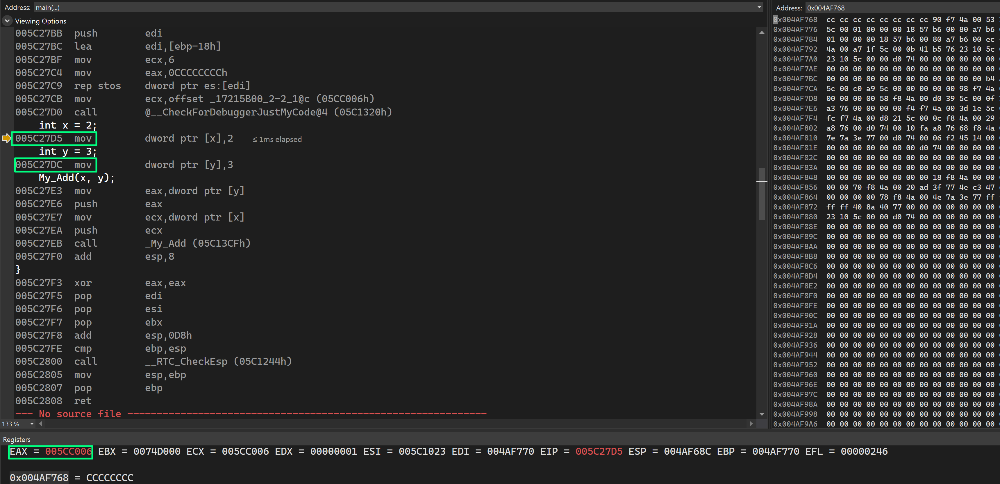 Address: main(...)
Viewing Options
005C27BB push edi
005C27BC lea edi,[ebp-18h]
005C27BF mov ecx,6
005C27C4 mov eax,0CCCCCCCCh
005C27C9 rep stos dword ptr es:[edi]
005C27CB mov ecx,offset _17215B00_2-2_1@c (05CC006h)
005C27D0 call @__CheckForDebuggerJustMyCode@4 (05C1320h)
int x = 2;
005C27D5 mov dword ptr [x],2 ≤ 1ms elapsed
int y = 3;
005C27DC mov dword ptr [y],3
My_Add(x, y);
005C27E3 mov eax,dword ptr [y]
005C27E6 push eax
005C27E7 mov ecx,dword ptr [x]
005C27EA push ecx
005C27EB call _My_Add (05C13CFh)
005C27F0 add esp,8
}
005C27F3 xor eax,eax
005C27F5 pop edi
005C27F6 pop esi
005C27F7 pop ebx
005C27F8 add esp,0D8h
005C27FE cmp ebp,esp
005C2800 call __RTC_CheckEsp (05C1244h)
005C2805 mov esp,ebp
005C2807 pop ebp
005C2808 ret
--- No source file -------------------------------------------------------------
133 %
Address: 0x004AF768
0x004AF768 cc cc cc cc cc cc cc cc 90 f7 4a 00 53
0x004AF776 5c 00 01 00 00 00 18 57 b6 00 80 a7 b6
0x004AF784 01 00 00 00 18 57 b6 00 80 a7 b6 00 ec
0x004AF792 4a 00 a7 1f 5c 00 0b 41 b5 76 23 10 5c
0x004AF7A0 23 10 5c 00 00 d0 74 00 00 00 00 00 00
0x004AF7AE 00 00 00 00 00 00 00 00 00 00 00 00 00
0x004AF7BC 00 00 00 00 00 00 00 00 00 00 00 00 b4
0x004AF7CA 5c 00 c0 a9 5c 00 00 00 00 00 98 f7 4a
0x004AF7D8 00 00 00 00 58 f8 4a 00 d0 39 5c 00 0f
0x004AF7E6 a3 76 00 00 00 00 f4 f7 4a 00 3d 1e 5c
0x004AF7F4 fc f7 4a 00 d8 21 5c 00 0c f8 4a 00 29
0x004AF802 a8 76 00 d0 74 00 10 fa a8 76 68 f8 4a
0x004AF810 7e 7a 3e 77 00 d0 74 00 06 f2 45 14 00
0x004AF81E 00 00 00 00 00 00 00 d0 74 00 00 00 00
0x004AF82C 00 00 00 00 00 00 00 00 00 00 00 00 00
0x004AF83A 00 00 00 00 00 00 00 00 00 00 00 00 00
0x004AF848 00 00 00 00 00 00 00 00 18 f8 4a 00 00
0x004AF856 00 00 70 f8 4a 00 20 ad 3f 77 4e c3 47
0x004AF864 00 00 00 00 78 f8 4a 00 4e 7a 3e 77 ff
0x004AF872 ff ff 40 8a 40 77 00 00 00 00 00 00 00
0x004AF880 23 10 5c 00 00 d0 74 00 00 00 00 00 00
0x004AF88E 00 00 00 00 00 00 00 00 00 00 00 00 00
0x004AF89C 00 00 00 00 00 00 00 00 00 00 00 00 00
0x004AF8AA 00 00 00 00 00 00 00 00 00 00 00 00 00
0x004AF8B8 00 00 00 00 00 00 00 00 00 00 00 00 00
0x004AF8C6 00 00 00 00 00 00 00 00 00 00 00 00 00
0x004AF8D4 00 00 00 00 00 00 00 00 00 00 00 00 00
0x004AF8E2 00 00 00 00 00 00 00 00 00 00 00 00 00
0x004AF8F0 00 00 00 00 00 00 00 00 00 00 00 00 00
0x004AF8FE 00 00 00 00 00 00 00 00 00 00 00 00 00
0x004AF90C 00 00 00 00 00 00 00 00 00 00 00 00 00
0x004AF91A 00 00 00 00 00 00 00 00 00 00 00 00 00
0x004AF928 00 00 00 00 00 00 00 00 00 00 00 00 00
0x004AF936 00 00 00 00 00 00 00 00 00 00 00 00 00
0x004AF944 00 00 00 00 00 00 00 00 00 00 00 00 00
0x004AF952 00 00 00 00 00 00 00 00 00 00 00 00 00
0x004AF960 00 00 00 00 00 00 00 00 00 00 00 00 00
0x004AF96E 00 00 00 00 00 00 00 00 00 00 00 00 00
0x004AF97C 00 00 00 00 00 00 00 00 00 00 00 00 00
0x004AF98A 00 00 00 00 00 00 00 00 00 00 00 00 00
0x004AF998 00 00 00 00 00 00 00 00 00 00 00 00 00
0x004AF9A6 00 00 00 00 00 00 00 00 00 00 00 00 00
Registers
EAX = 005CC006 EBX = 0074D000 ECX = 005CC006 EDX = 00000001 ESI = 005C1023 EDI = 004AF770 EIP = 005C27D5 ESP = 004AF68C EBP = 004AF770 EFL = 00000246
0x004AF768 = CCCCCCCC